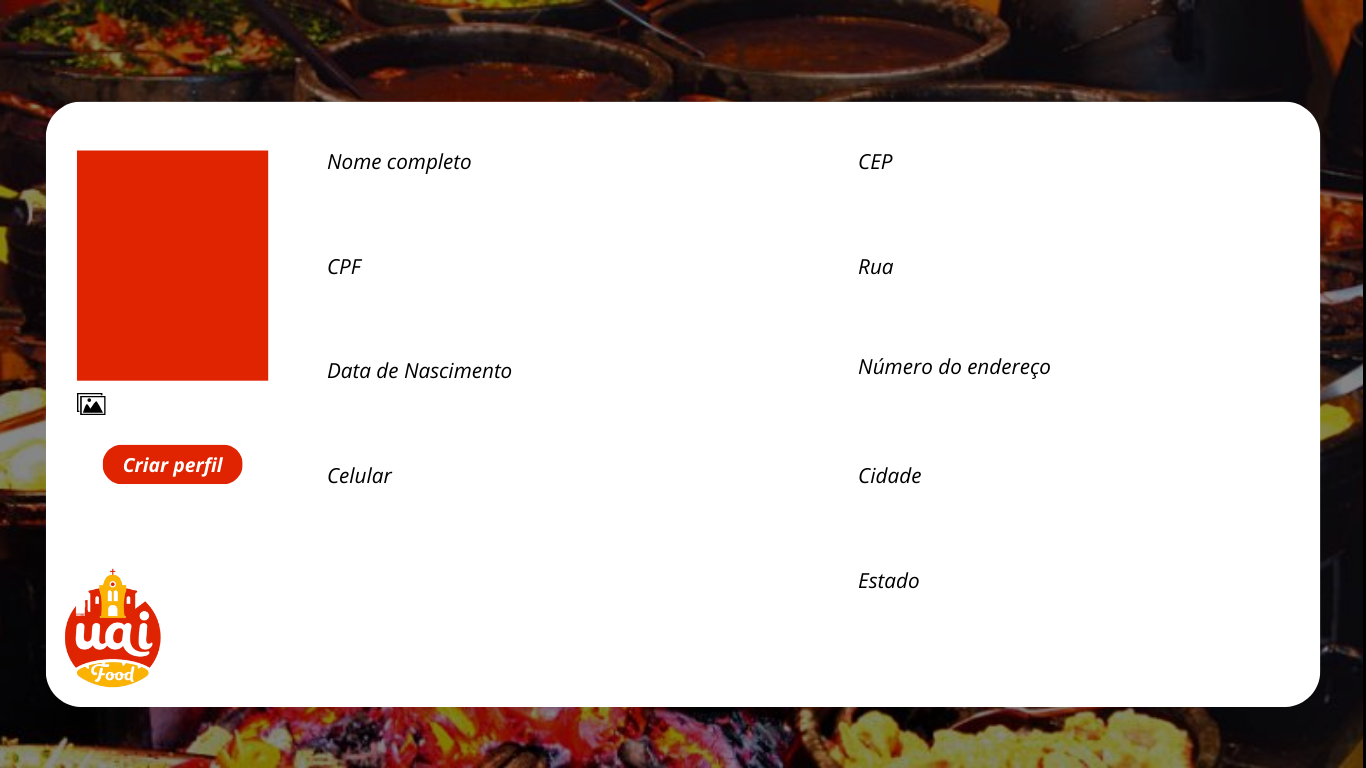 Nome completo
CPF
Data de Nascimento
Celular
CEP
Rua
Número do endereço
Cidade
Estado
Criar perfil
uai
Food